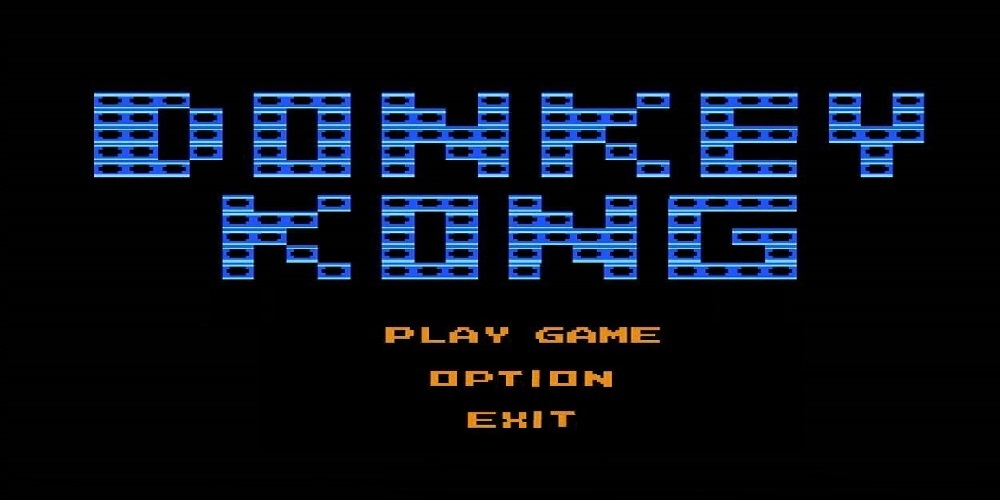 DONKEY
KONG
PLAY GAME
OPTION
EXIT